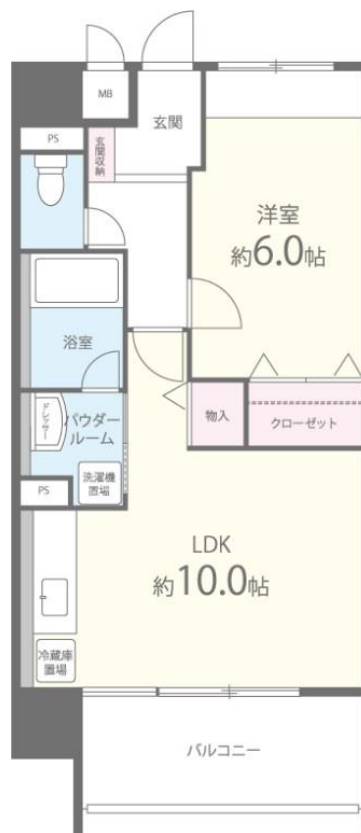 MB
玄関
PS
玄関収納
洋室
約6.0帖
浴室
ドレッサー
パウダー
ルーム
物入
クローゼット
洗濯機
置場
PS
LDK
約10.0帖
冷蔵庫
置場
バルコニー